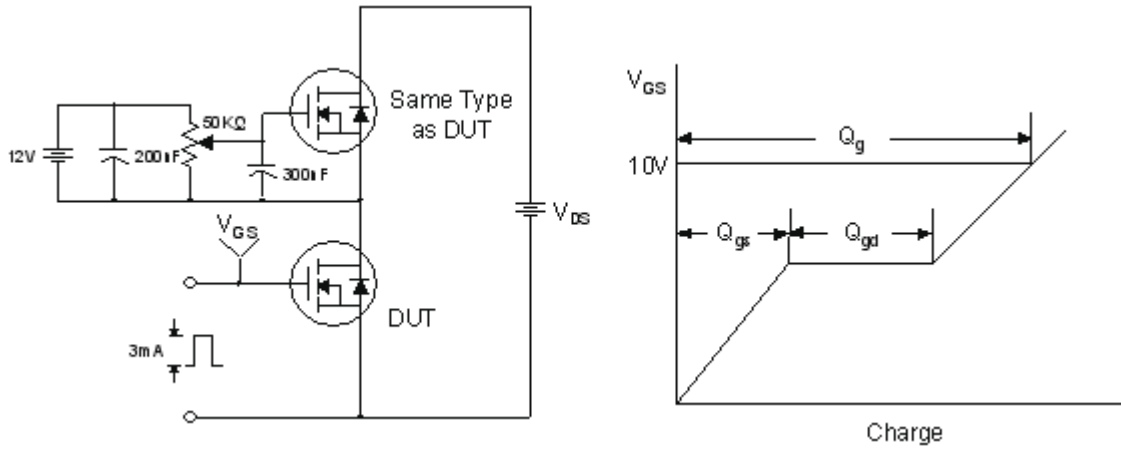 Same Type
as DUT
50KΩ
12V
200nF
300nF
V_GS
V_DS
DUT
3mA
V_GS
Q_g
10V
Q_gs
Q_gd
Charge